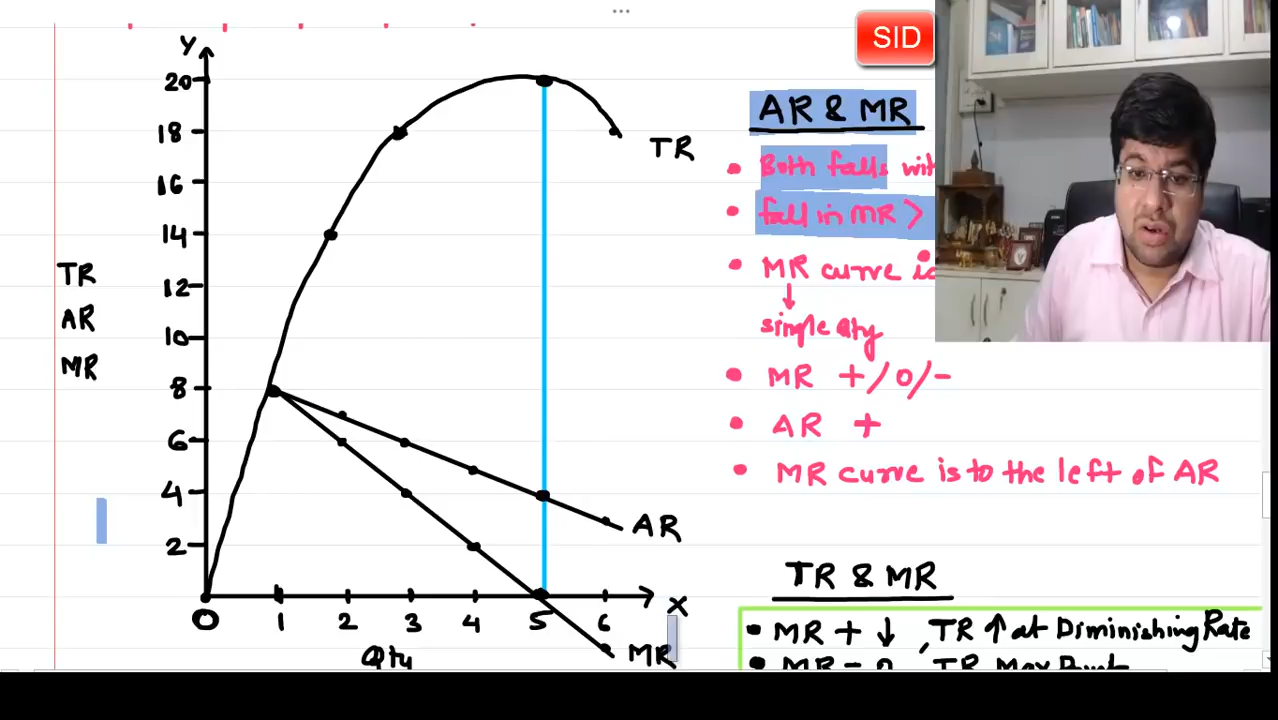 SID
Y
20
18
16
14
12
10
8
6
4
2
TR
AR
MR
TR
AR
MR
O 1 2 3 4 5 6 X
Qty
AR & MR
• Both falls
• fall in MR >
• MR curve
↓
single Qty
• MR +/0/-
• AR +
• MR curve is to the left of AR
TR & MR
• MR + ↓, TR ↑ at Diminishing Rate